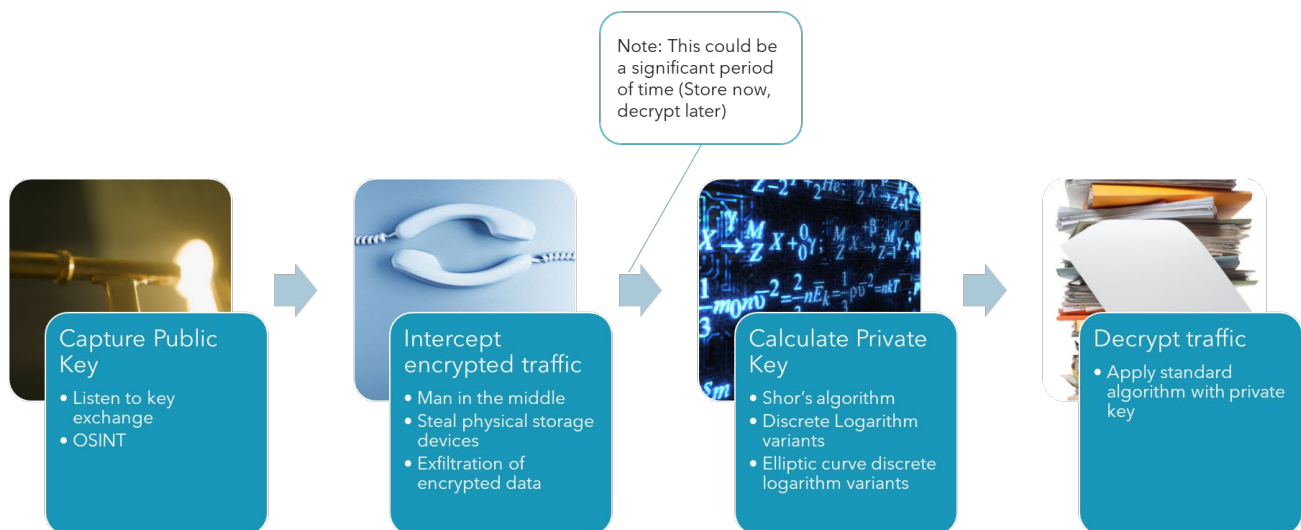 Note: This could be
a significant period
of time (Store now,
decrypt later)
Capture Public
Key
• Listen to key
exchange
• OSINT
Intercept
encrypted traffic
• Man in the middle
• Steal physical storage
devices
• Exfiltration of
encrypted data
Calculate Private
Key
• Shor's algorithm
• Discrete Logarithm
variants
• Elliptic curve discrete
logarithm variants
Decrypt traffic
• Apply standard
algorithm with private
key